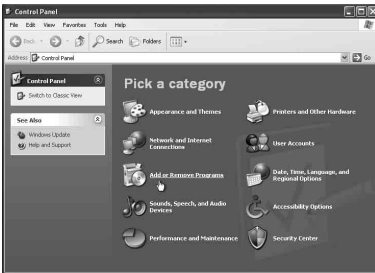 Control Panel
File Edit View Favorites Tools Help
Back Search Folders
Address Control Panel Go
Control Panel
Switch to Classic View
See Also
Windows Update
Help and Support
Pick a category
Appearance and Themes
Printers and Other Hardware
Network and Internet
Connections
User Accounts
Add or Remove Programs
Date, Time, Language, and
Regional Options
Sounds, Speech, and Audio
Devices
Accessibility Options
Performance and Maintenance
Security Center